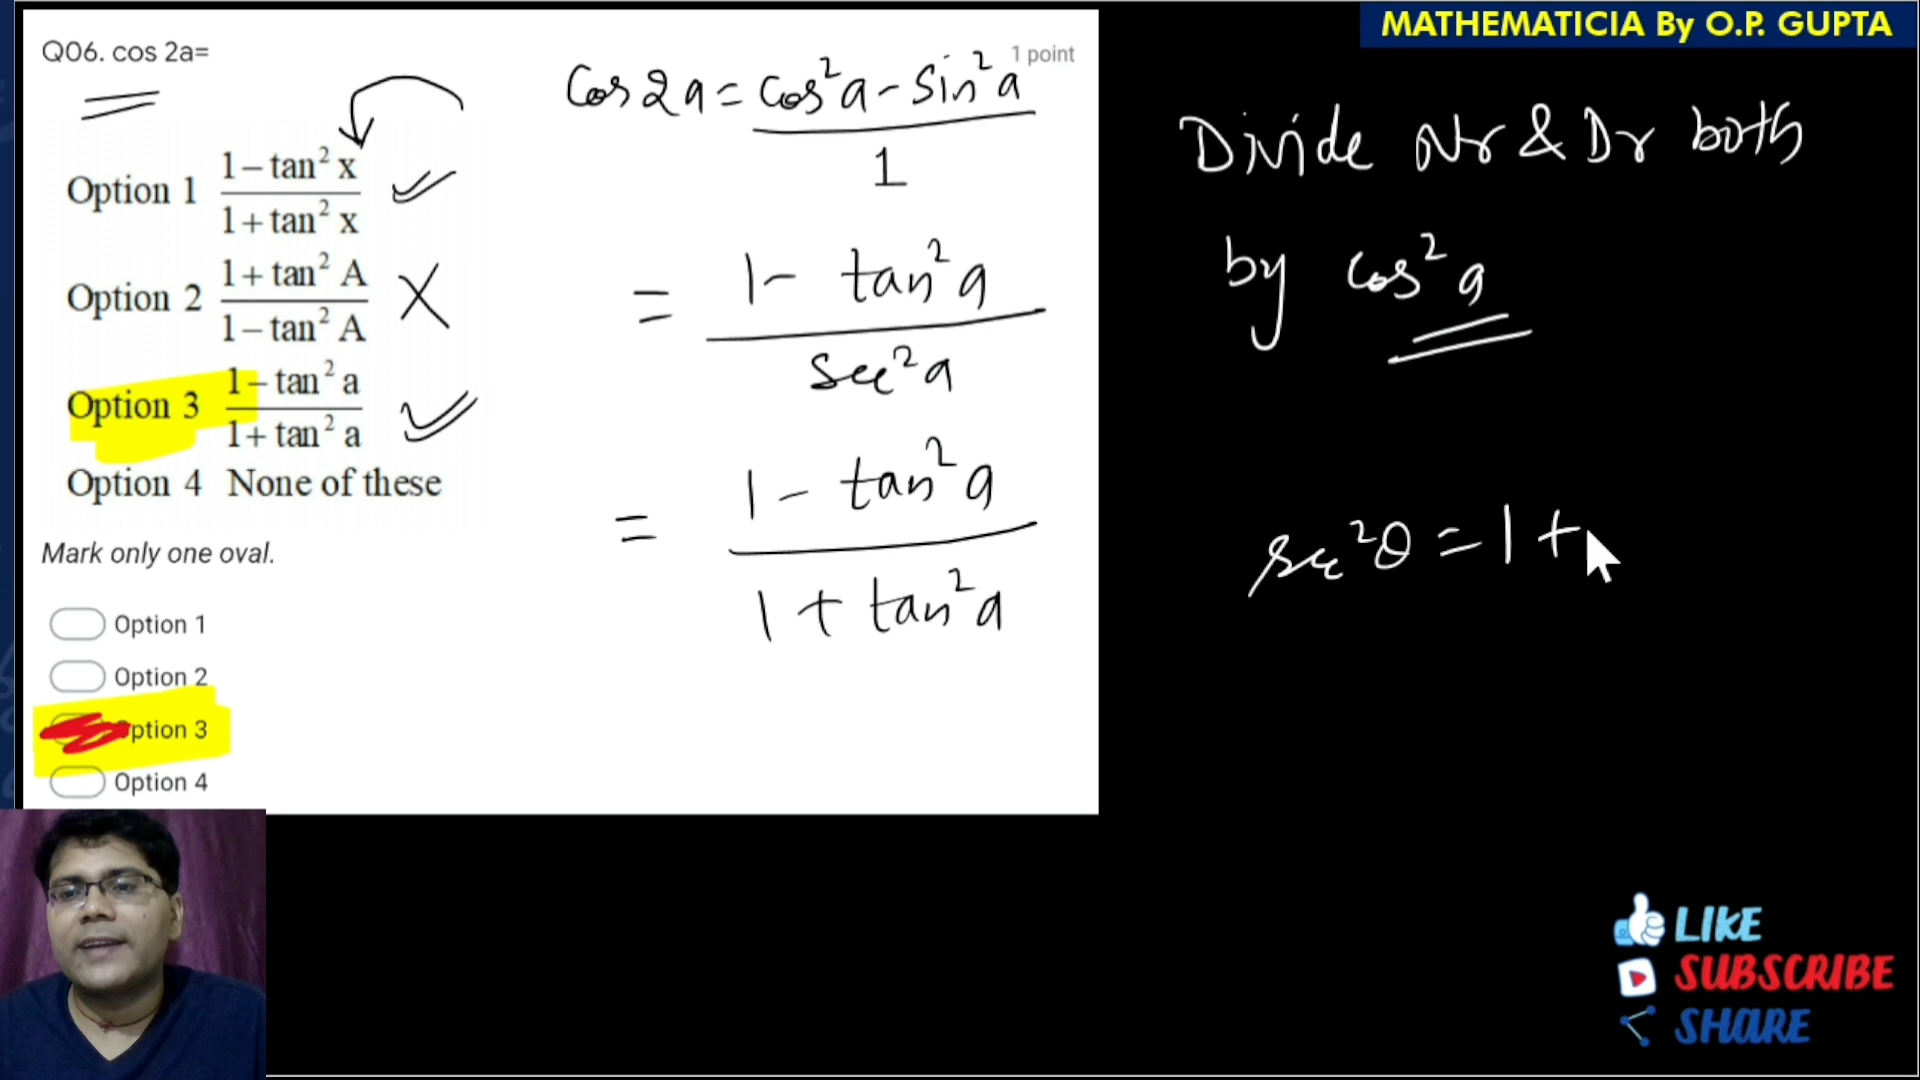 MATHEMATICIA By O.P. GUPTA
Q06. cos 2a=
1 point
Option 1 (1 – tan² x)/(1 + tan² x)
Option 2 (1 + tan² A)/(1 – tan² A)
Option 3 (1 – tan² a)/(1 + tan² a)
Option 4 None of these
Mark only one oval.
Option 1
Option 2
ption 3
Option 4
Cos 2a = (cos²a – Sin²a)/1
= (1 – tan²a)/(sec²a)
= (1 – tan²a)/(1 + tan²a)
Divide Nr & Dr both
by cos²a
sec²θ = 1 +
LIKE
SUBSCRIBE
SHARE